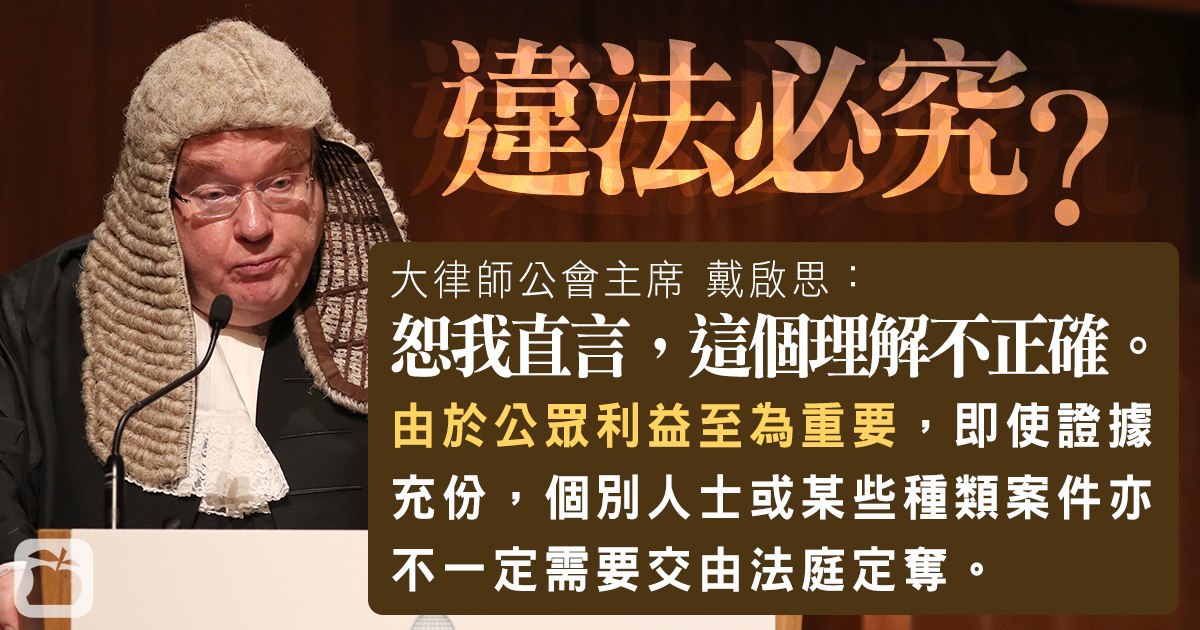 違法必究?
大律師公會主席 戴啟思：
恕我直言，這個理解不正確。
由於公眾利益至為重要，即使證據
充份，個別人士或某些種類案件亦
不一定需要交由法庭定奪。